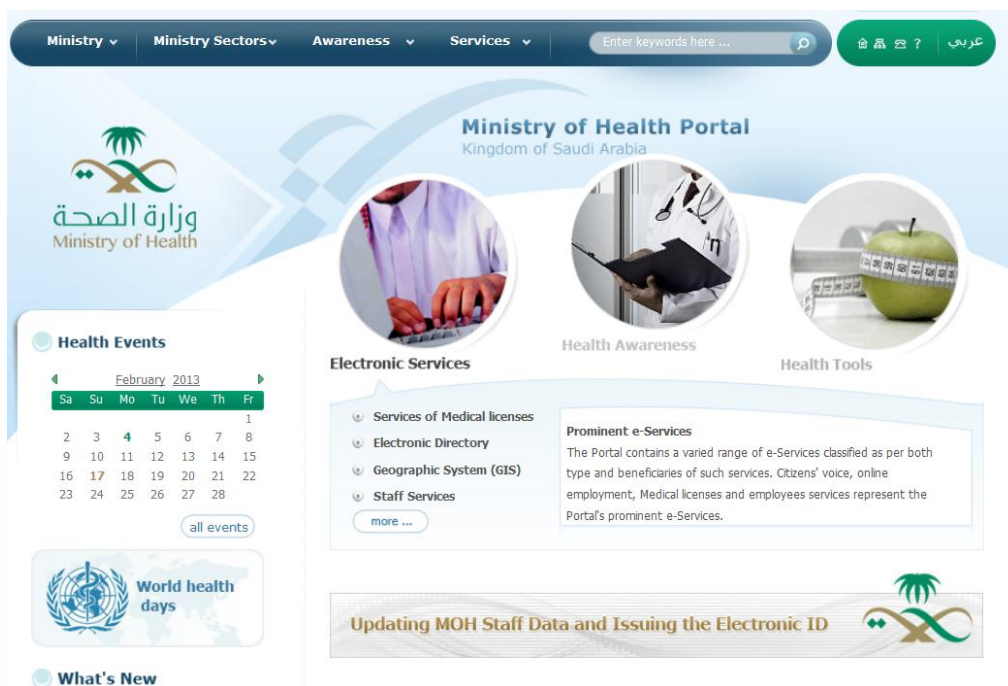 Ministry
Ministry Sectors
Awareness
Services
Enter keywords here ...
?
عربي
Ministry of Health Portal
Kingdom of Saudi Arabia
وزارة الصحة
Ministry of Health
Electronic Services
Health Awareness
Health Tools
Health Events
February 2013
Sa Su Mo Tu We Th Fr
1
2 3 4 5 6 7 8
9 10 11 12 13 14 15
16 17 18 19 20 21 22
23 24 25 26 27 28
all events
Services of Medical licenses
Electronic Directory
Geographic System (GIS)
Staff Services
more ...
Prominent e-Services
The Portal contains a varied range of e-Services classified as per both
type and beneficiaries of such services. Citizens' voice, online
employment, Medical licenses and employees services represent the
Portal's prominent e-Services.
World health
days
Updating MOH Staff Data and Issuing the Electronic ID
What's New